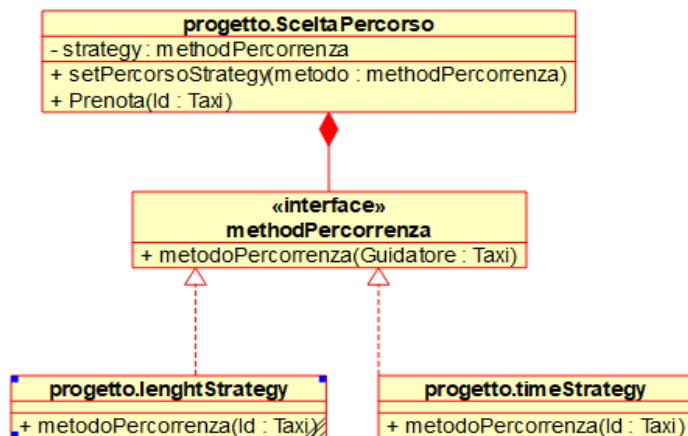 progetto.SceltaPercorso
- strategy : methodPercorrenza
+ setPercorsoStrategy(metodo : methodPercorrenza)
+ Prenota(Id : Taxi)
«interface»
methodPercorrenza
+ metodoPercorrenza(Guidatore : Taxi)
progetto.lenghtStrategy
+ metodoPercorrenza(Id : Taxi)
progetto.timeStrategy
+ metodoPercorrenza(Id : Taxi)